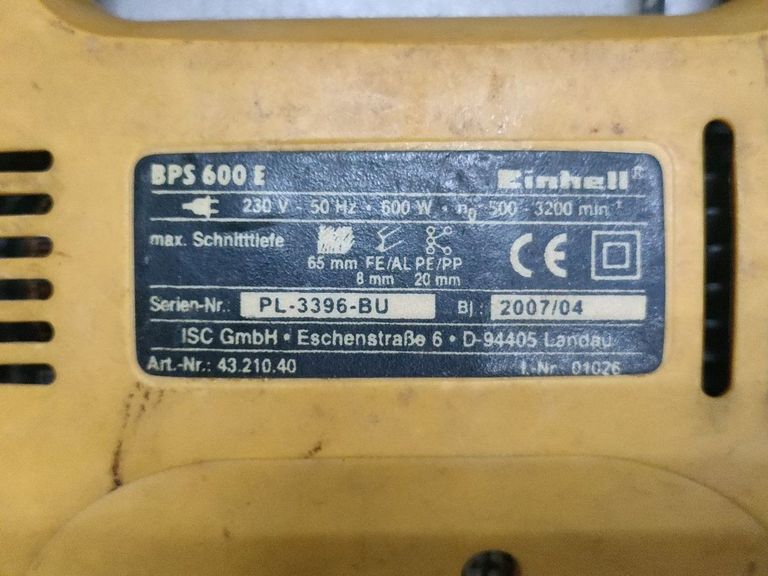 BPS 600 E Einhell®
230 V - 50 Hz • 600 W • n₀ 500 - 3200 min⁻¹
max. Schnitttiefe
65 mm FE/AL PE/PP
8 mm 20 mm
CE
Serien-Nr.: PL-3396-BU Bj.: 2007/04
ISC GmbH • Eschenstraße 6 • D-94405 Landau
Art.-Nr.: 43.210.40 I.-Nr. 01026